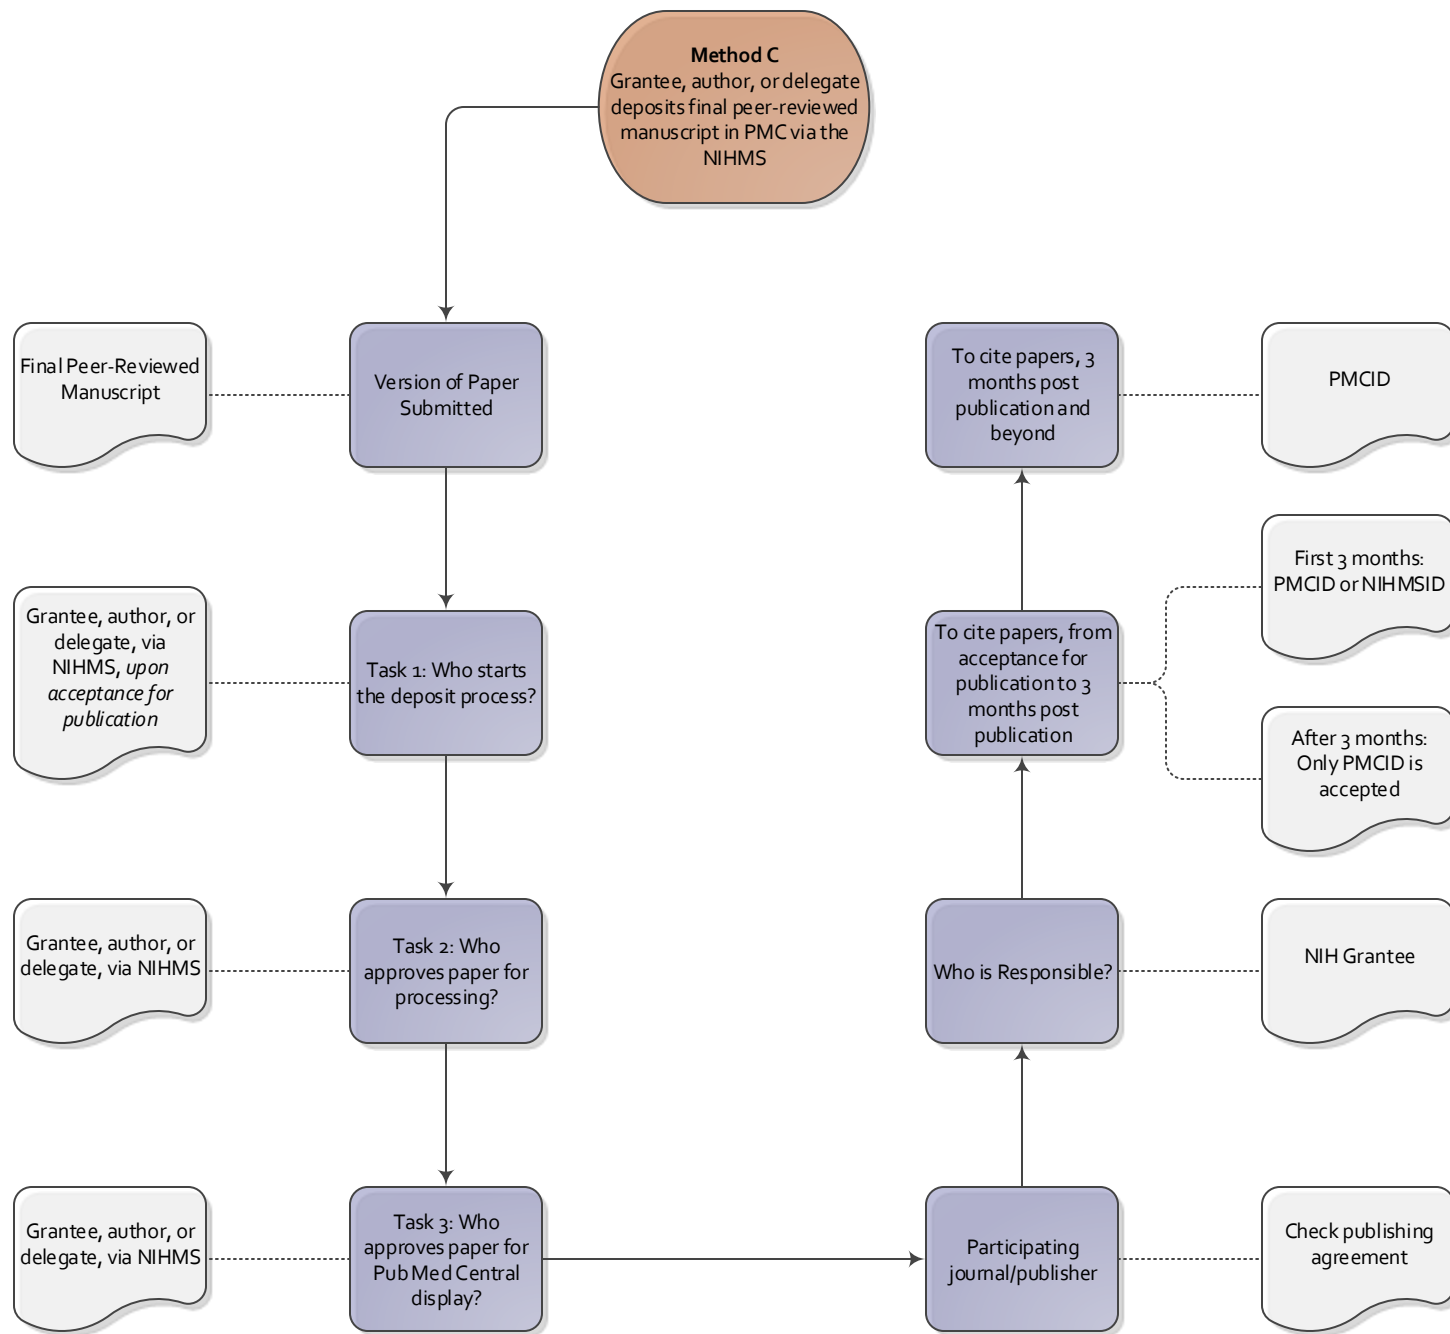 Method C
Grantee, author, or delegate
deposits final peer-reviewed
manuscript in PMC via the
NIHMS
Final Peer-Reviewed
Manuscript
Version of Paper
Submitted
Grantee, author, or
delegate, via
NIHMS, upon
acceptance for
publication
Task 1: Who starts
the deposit process?
Grantee, author, or
delegate, via NIHMS
Task 2: Who
approves paper for
processing?
Grantee, author, or
delegate, via NIHMS
Task 3: Who
approves paper for
PubMed Central
display?
Participating
journal/publisher
Check publishing
agreement
Who is Responsible?
NIH Grantee
To cite papers, from
acceptance for
publication to 3
months post
publication
First 3 months:
PMCID or NIHMSID
After 3 months:
Only PMCID is
accepted
To cite papers, 3
months post
publication and
beyond
PMCID